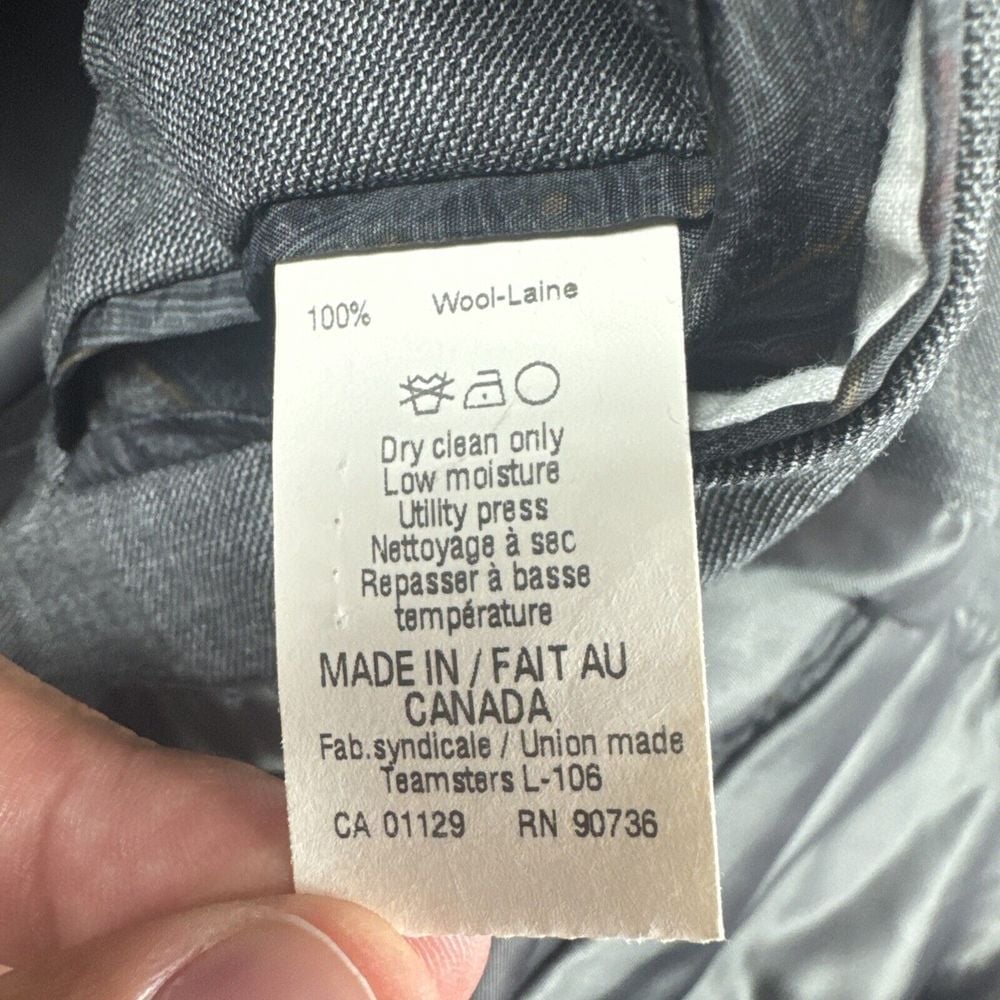 100% Wool-Laine
Dry clean only
Low moisture
Utility press
Nettoyage à sec
Repasser à basse
température
MADE IN / FAIT AU
CANADA
Fab.syndicale / Union made
Teamsters L-106
CA 01129 RN 90736